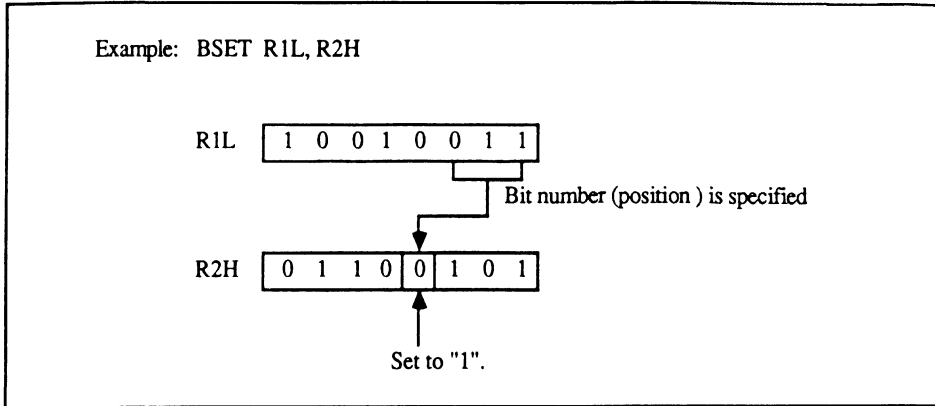 Example: BSET R1L, R2H
R1L 1 0 0 1 0 0 1 1
Bit number (position ) is specified
R2H 0 1 1 0 0 1 0 1
Set to "1".